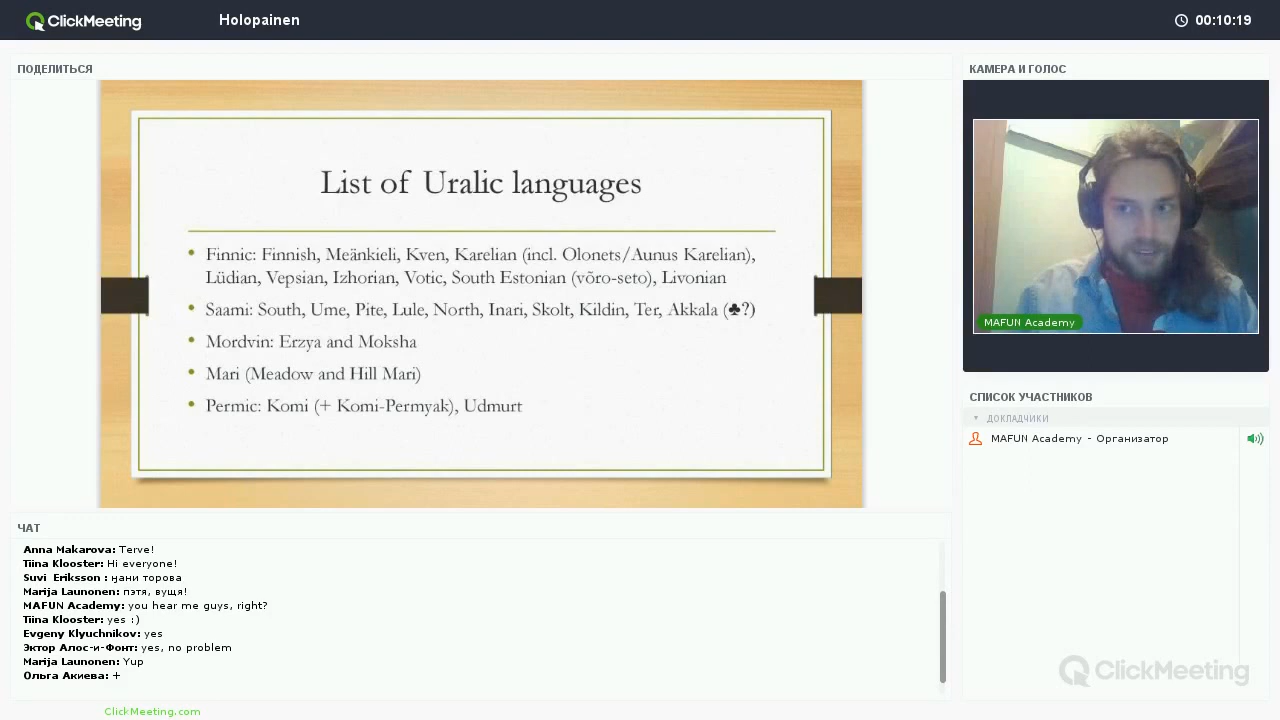 ClickMeeting
Holopainen
00:10:19
ПОДЕЛИТЬСЯ
List of Uralic languages
• Finnic: Finnish, Meänkieli, Kven, Karelian (incl. Olonets/Aunus Karelian),
Lüdian, Vepsian, Izhorian, Votic, South Estonian (võro-seto), Livonian
• Saami: South, Ume, Pite, Lule, North, Inari, Skolt, Kildin, Ter, Akkala (♣?)
• Mordvin: Erzya and Moksha
• Mari (Meadow and Hill Mari)
• Permic: Komi (+ Komi-Permyak), Udmurt
КАМЕРА И ГОЛОС
MAFUN Academy
СПИСОК УЧАСТНИКОВ
ДОКЛАДЧИКИ
MAFUN Academy - Организатор
ЧАТ
Anna Makarova: Terve!
Tiina Klooster: Hi everyone!
Suvi Eriksson : ӈани торова
Marija Launonen: пэтя, вущя!
MAFUN Academy: you hear me guys, right?
Tiina Klooster: yes :)
Evgeny Klyuchnikov: yes
Эктор Алос-и-Фонт: yes, no problem
Marija Launonen: Yup
Ольга Акиева: +
ClickMeeting
ClickMeeting.com